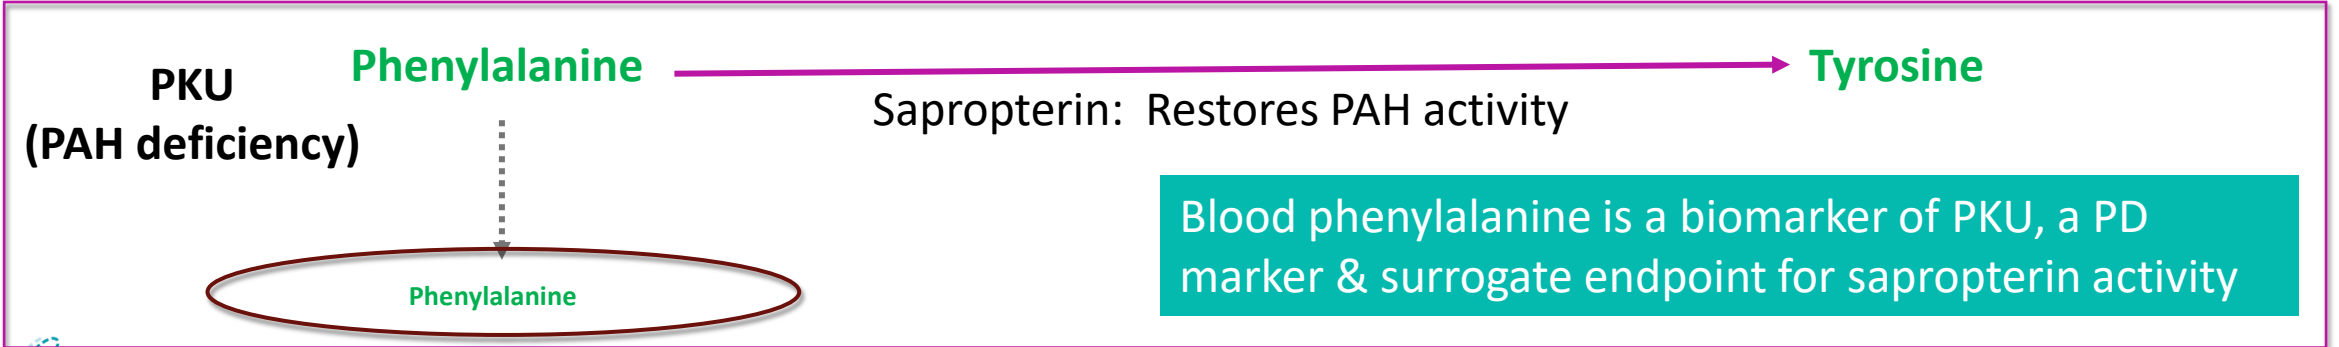 PKU
(PAH deficiency)
Phenylalanine
Tyrosine
Sapropterin: Restores PAH activity
Blood phenylalanine is a biomarker of PKU, a PD
marker & surrogate endpoint for sapropterin activity
Phenylalanine